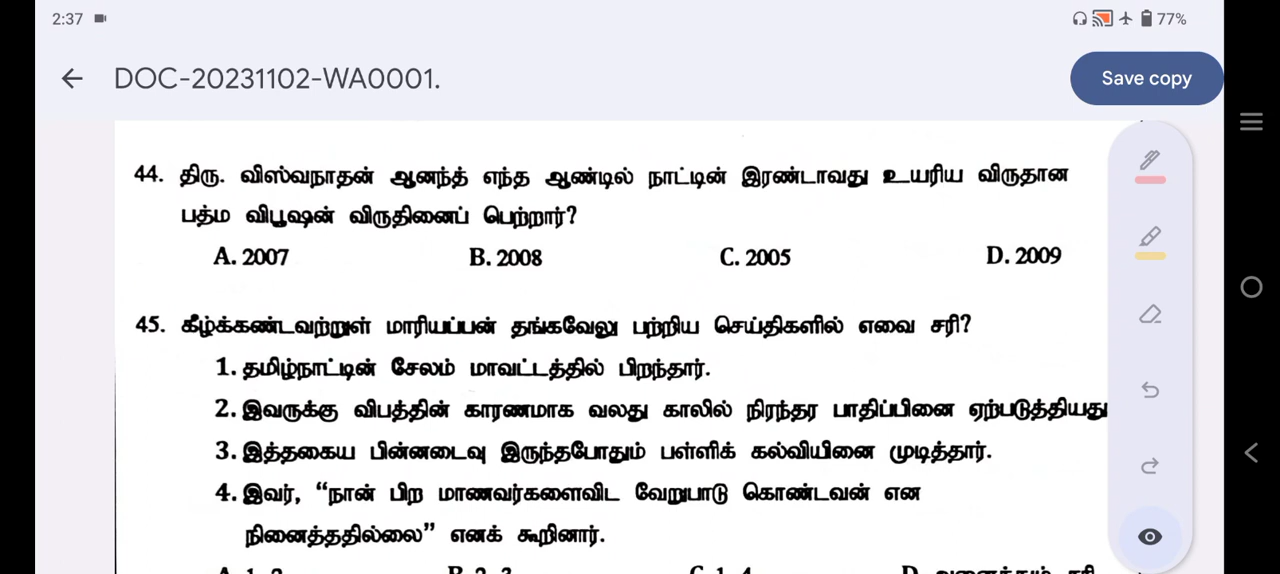 2:37
77%
DOC-20231102-WA0001.
Save copy
44. திரு. விஸ்வநாதன் ஆனந்த் எந்த ஆண்டில் நாட்டின் இரண்டாவது உயரிய விருதான
பத்ம விபூஷன் விருதினைப் பெற்றார்?
A. 2007 B. 2008 C. 2005 D. 2009
45. கீழ்க்கண்டவற்றுள் மாரியப்பன் தங்கவேலு பற்றிய செய்திகளில் எவை சரி?
1. தமிழ்நாட்டின் சேலம் மாவட்டத்தில் பிறந்தார்.
2. இவருக்கு விபத்தின் காரணமாக வலது காலில் நிரந்தர பாதிப்பினை ஏற்படுத்தியது
3. இத்தகைய பின்னடைவு இருந்தபோதும் பள்ளிக் கல்வியினை முடித்தார்.
4. இவர், “நான் பிற மாணவர்களைவிட வேறுபாடு கொண்டவன் என
நினைத்ததில்லை” எனக் கூறினார்.